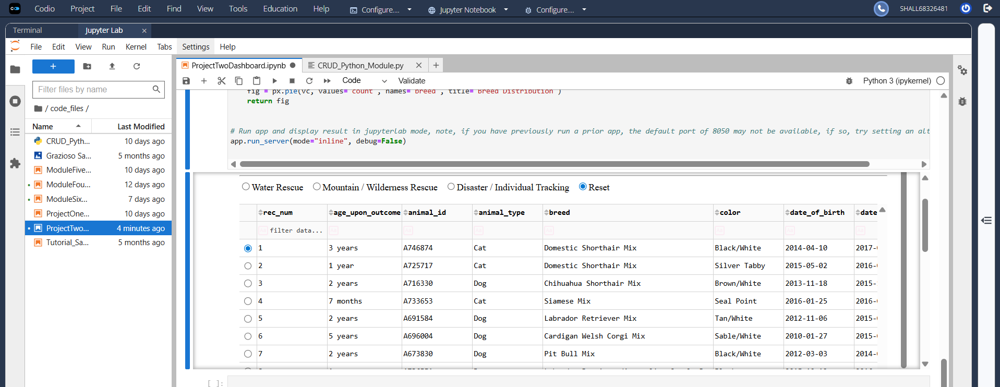 Codio Project File Edit Find View Tools Education Help Configure.... Jupyter Notebook Configure.... SHALL68326481
Terminal Jupyter Lab
File Edit View Run Kernel Tabs Settings Help
Filter files by name
/ code_files /
Name Last Modified
CRUD_Pyth... 10 days ago
Grazioso Sa... 5 months ago
ModuleFive... 10 days ago
ModuleFou... 12 days ago
ModuleSix... 7 days ago
ProjectOne... 10 days ago
ProjectTwo... 4 minutes ago
Tutorial_Sa... 5 months ago
ProjectTwoDashboard.ipynb CRUD_Python_Module.py
Code Validate Python 3 (ipykernel)
fig = px.pie(vc, values='count', names='breed', title='Breed Distribution')
return fig
# Run app and display result in jupyterlab mode, note, if you have previously run a prior app, the default port of 8050 may not be available, if so, try setting an alt
app.run_server(mode="inline", debug=False)
Water Rescue Mountain / Wilderness Rescue Disaster / Individual Tracking Reset
rec_num age_upon_outcome animal_id animal_type breed color date_of_birth date
Aa filter data... Aa Aa Aa Aa Aa Aa Aa
1 3 years A746874 Cat Domestic Shorthair Mix Black/White 2014-04-10 2017-
2 1 year A725717 Cat Domestic Shorthair Mix Silver Tabby 2015-05-02 2016-
3 2 years A716330 Dog Chihuahua Shorthair Mix Brown/White 2013-11-18 2015-
4 7 months A733653 Cat Siamese Mix Seal Point 2016-01-25 2016-
5 2 years A691584 Dog Labrador Retriever Mix Tan/White 2012-11-06 2015-
6 5 years A696004 Dog Cardigan Welsh Corgi Mix Sable/White 2010-01-27 2015-
7 2 years A673830 Dog Pit Bull Mix Black/White 2012-03-03 2014-
[ ]: